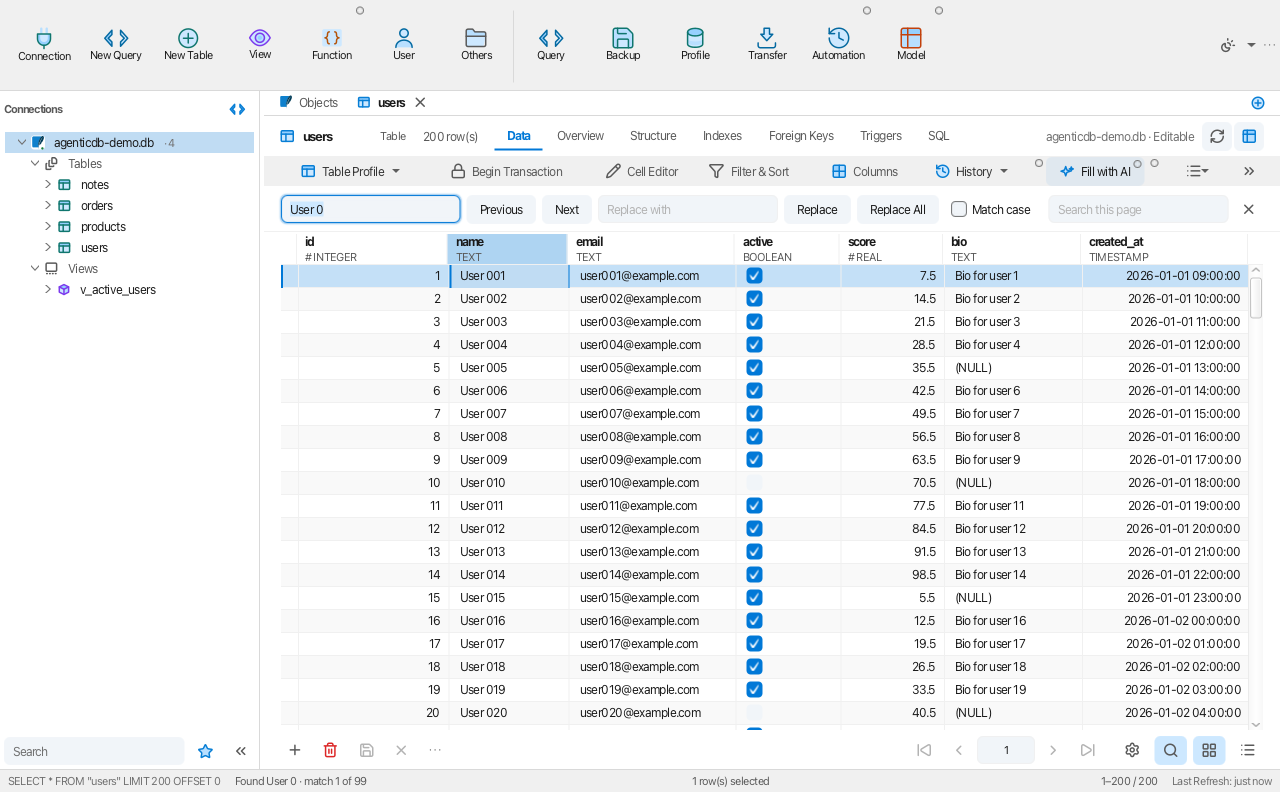 Connection
New Query
New Table
View
Function
User
Others
Query
Backup
Profile
Transfer
Automation
Model
Connections
agenticdb-demo.db · 4
Tables
notes
orders
products
users
Views
v_active_users
Search
Objects
users
users
Table
200 row(s)
Data
Overview
Structure
Indexes
Foreign Keys
Triggers
SQL
agenticdb-demo.db · Editable
Table Profile
Begin Transaction
Cell Editor
Filter & Sort
Columns
History
Fill with AI
User 0
Previous
Next
Replace with
Replace
Replace All
Match case
Search this page
id name email active score bio created_at
# INTEGER TEXT TEXT BOOLEAN # REAL TEXT TIMESTAMP
1 User 001 user001@example.com 7.5 Bio for user 1 2026-01-01 09:00:00
2 User 002 user002@example.com 14.5 Bio for user 2 2026-01-01 10:00:00
3 User 003 user003@example.com 21.5 Bio for user 3 2026-01-01 11:00:00
4 User 004 user004@example.com 28.5 Bio for user 4 2026-01-01 12:00:00
5 User 005 user005@example.com 35.5 (NULL) 2026-01-01 13:00:00
6 User 006 user006@example.com 42.5 Bio for user 6 2026-01-01 14:00:00
7 User 007 user007@example.com 49.5 Bio for user 7 2026-01-01 15:00:00
8 User 008 user008@example.com 56.5 Bio for user 8 2026-01-01 16:00:00
9 User 009 user009@example.com 63.5 Bio for user 9 2026-01-01 17:00:00
10 User 010 user010@example.com 70.5 (NULL) 2026-01-01 18:00:00
11 User 011 user011@example.com 77.5 Bio for user 11 2026-01-01 19:00:00
12 User 012 user012@example.com 84.5 Bio for user 12 2026-01-01 20:00:00
13 User 013 user013@example.com 91.5 Bio for user 13 2026-01-01 21:00:00
14 User 014 user014@example.com 98.5 Bio for user 14 2026-01-01 22:00:00
15 User 015 user015@example.com 5.5 (NULL) 2026-01-01 23:00:00
16 User 016 user016@example.com 12.5 Bio for user 16 2026-01-02 00:00:00
17 User 017 user017@example.com 19.5 Bio for user 17 2026-01-02 01:00:00
18 User 018 user018@example.com 26.5 Bio for user 18 2026-01-02 02:00:00
19 User 019 user019@example.com 33.5 Bio for user 19 2026-01-02 03:00:00
20 User 020 user020@example.com 40.5 (NULL) 2026-01-02 04:00:00
1
SELECT * FROM "users" LIMIT 200 OFFSET 0
Found User 0 · match 1 of 99
1 row(s) selected
1–200 / 200
Last Refresh: just now